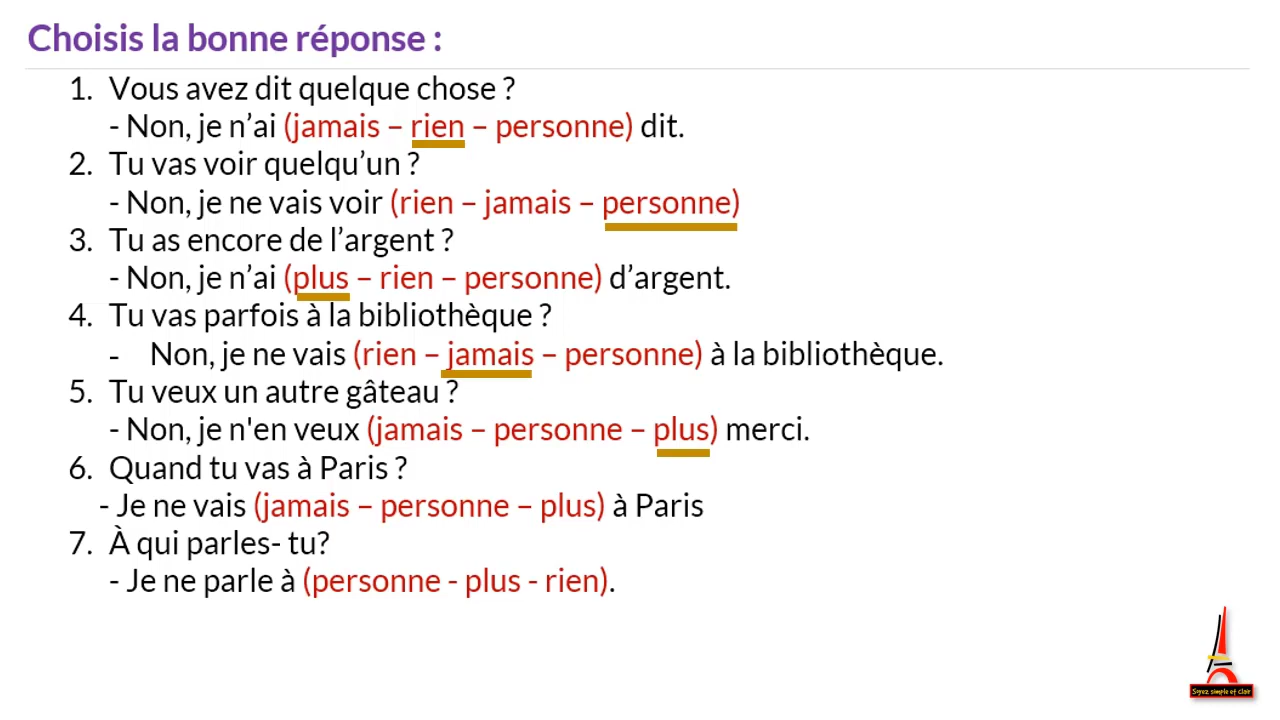 Choisis la bonne réponse :
1. Vous avez dit quelque chose ?
- Non, je n’ai (jamais – rien – personne) dit.
2. Tu vas voir quelqu’un ?
- Non, je ne vais voir (rien – jamais – personne)
3. Tu as encore de l’argent ?
- Non, je n’ai (plus – rien – personne) d’argent.
4. Tu vas parfois à la bibliothèque ?
- Non, je ne vais (rien – jamais – personne) à la bibliothèque.
5. Tu veux un autre gâteau ?
- Non, je n'en veux (jamais – personne – plus) merci.
6. Quand tu vas à Paris ?
- Je ne vais (jamais – personne – plus) à Paris
7. À qui parles- tu?
- Je ne parle à (personne - plus - rien).
Soyez simple et clair